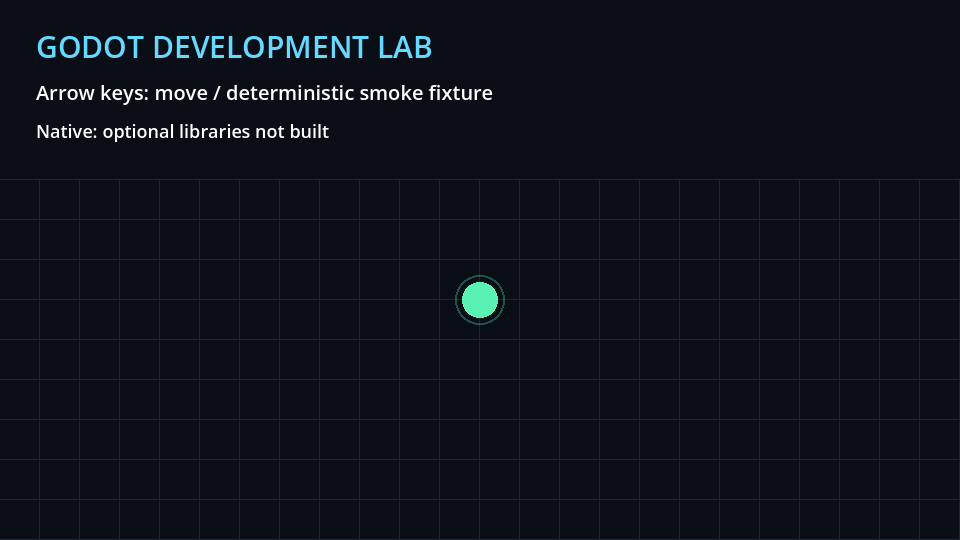 GODOT DEVELOPMENT LAB
Arrow keys: move / deterministic smoke fixture
Native: optional libraries not built